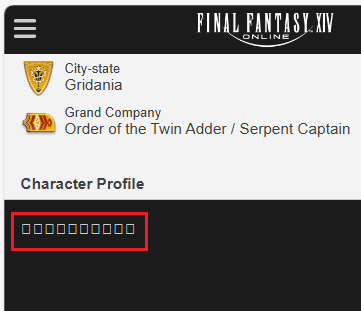 FINAL FANTASY XIV
ONLINE
City-state
Gridania
Grand Company
Order of the Twin Adder / Serpent Captain
Character Profile